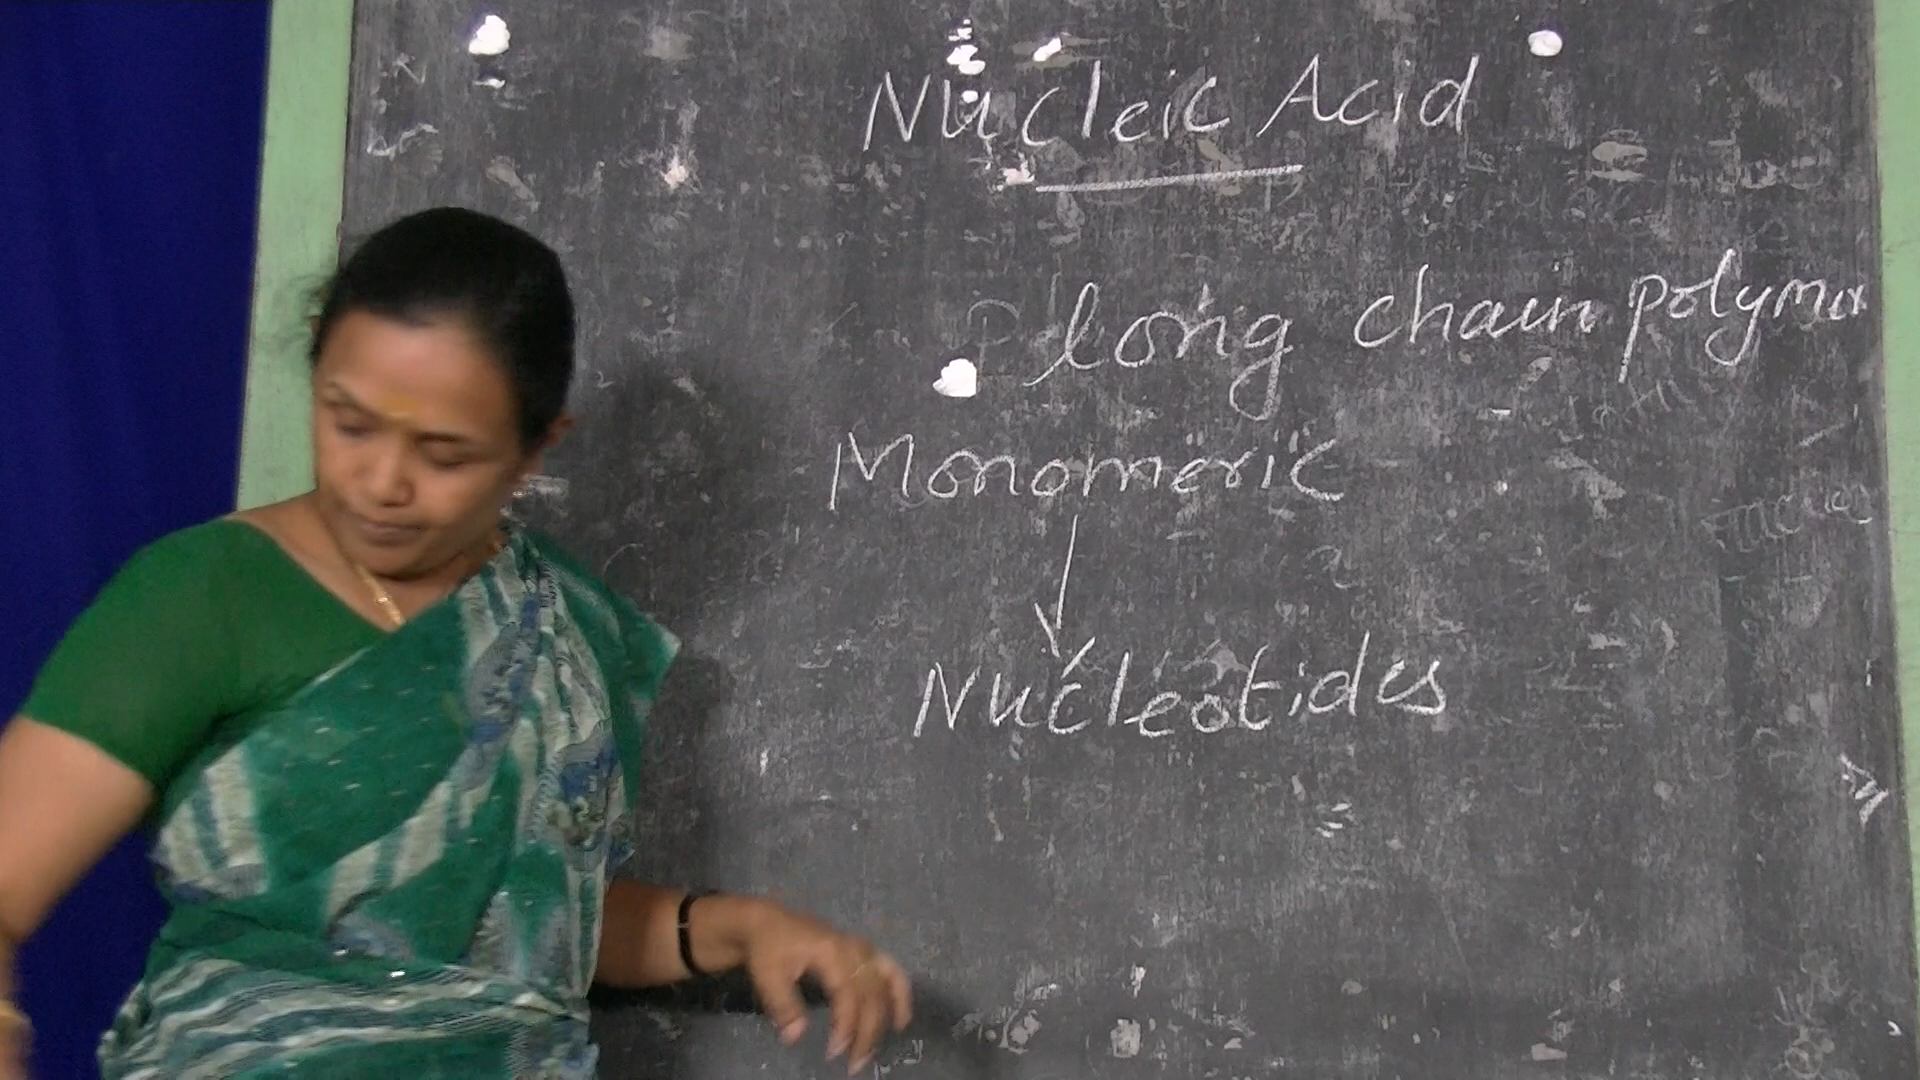 Nucleic Acid
long chain polymer
Monomeric
Nucleotides